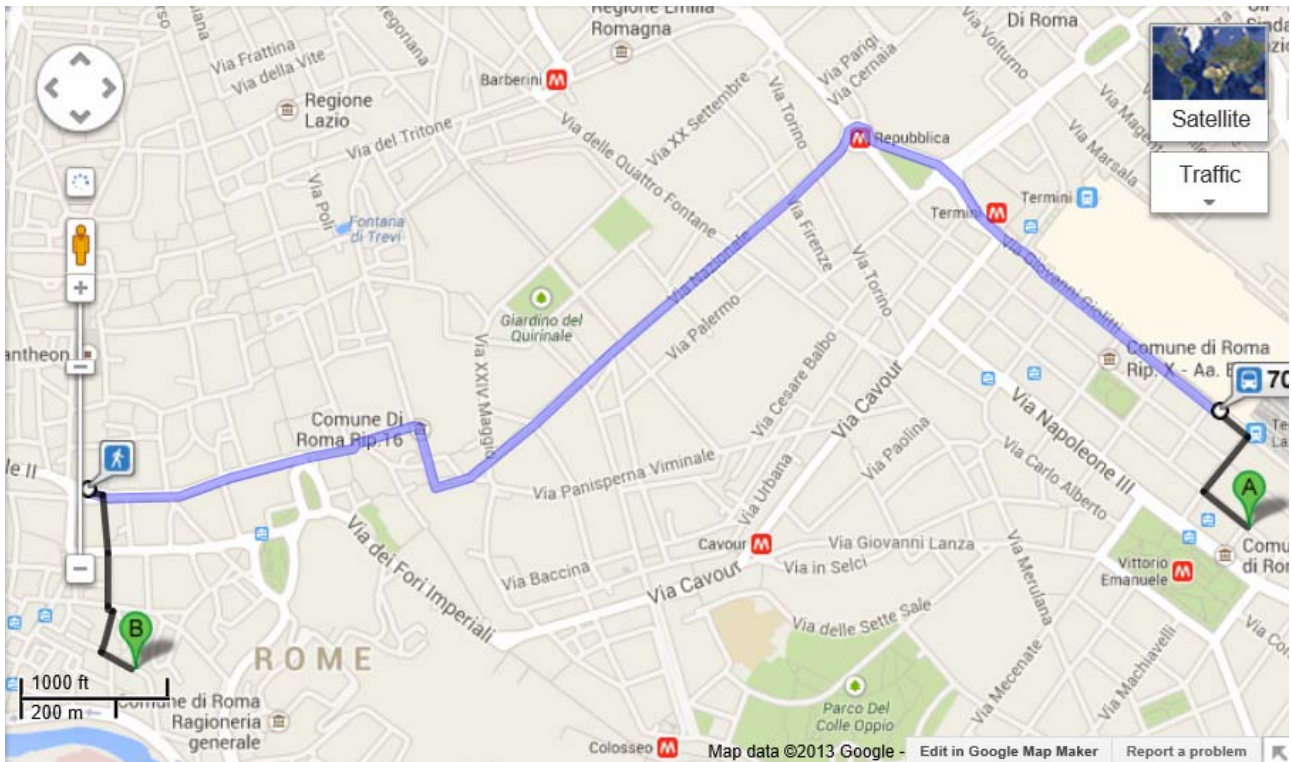 Regione Emilia
Romagna
Di Roma
Via Frattina
Via della Vite
Barberini
Via Parigi
Via Cernaia
Via Volturno
Satellite
Regione
Lazio
Via del Tritone
Via delle Quattro Fontane
Via XX Settembre
Via Torino
Repubblica
Via Marsala
Traffic
Via Poli
Fontana
di Trevi
Via Firenze
Termini
Via Nazionale
Via Torino
Via Giovanni Giolitti
Giardino del
Quirinale
Via Palermo
Via XXIV Maggio
Via Cesare Balbo
Via Cavour
Comune di Roma
Rip. X - Aa.
70
Comune Di
Roma Rip.16
Via Napoleone III
Via Paolina
Via Carlo Alberto
Via Panisperna Viminale
Via Urbana
A
Cavour
Via Giovanni Lanza
Via in Selci
Via dei Fori Imperiali
Via Baccina
Via Cavour
Via Merulana
Vittorio
Emanuele
Via delle Sette Sale
B
ROME
Via Mecenate
Via Machiavelli
1000 ft
200 m
Comune di Roma
Ragioneria
generale
Parco Del
Colle Oppio
Colosseo
Map data ©2013 Google -
Edit in Google Map Maker
Report a problem